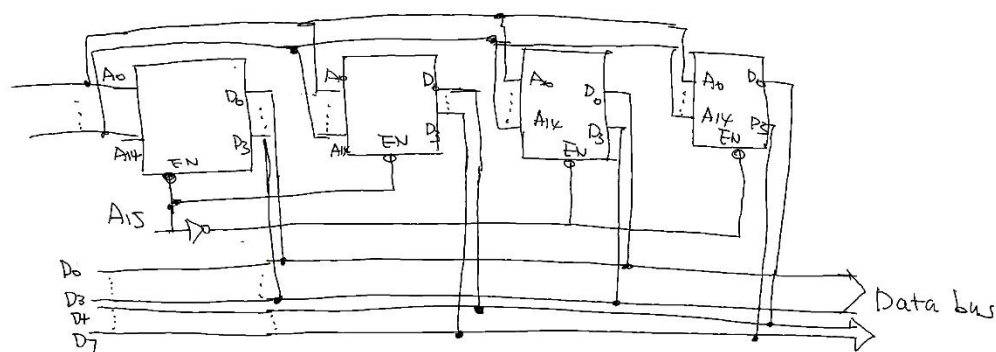 A0 D0 A0 D0 A0 D0 A0 D0
A14 D3 A14 D3 A14 D3 A14 D3
EN EN EN EN
A15
D0
D3
D4
D7
Data bus